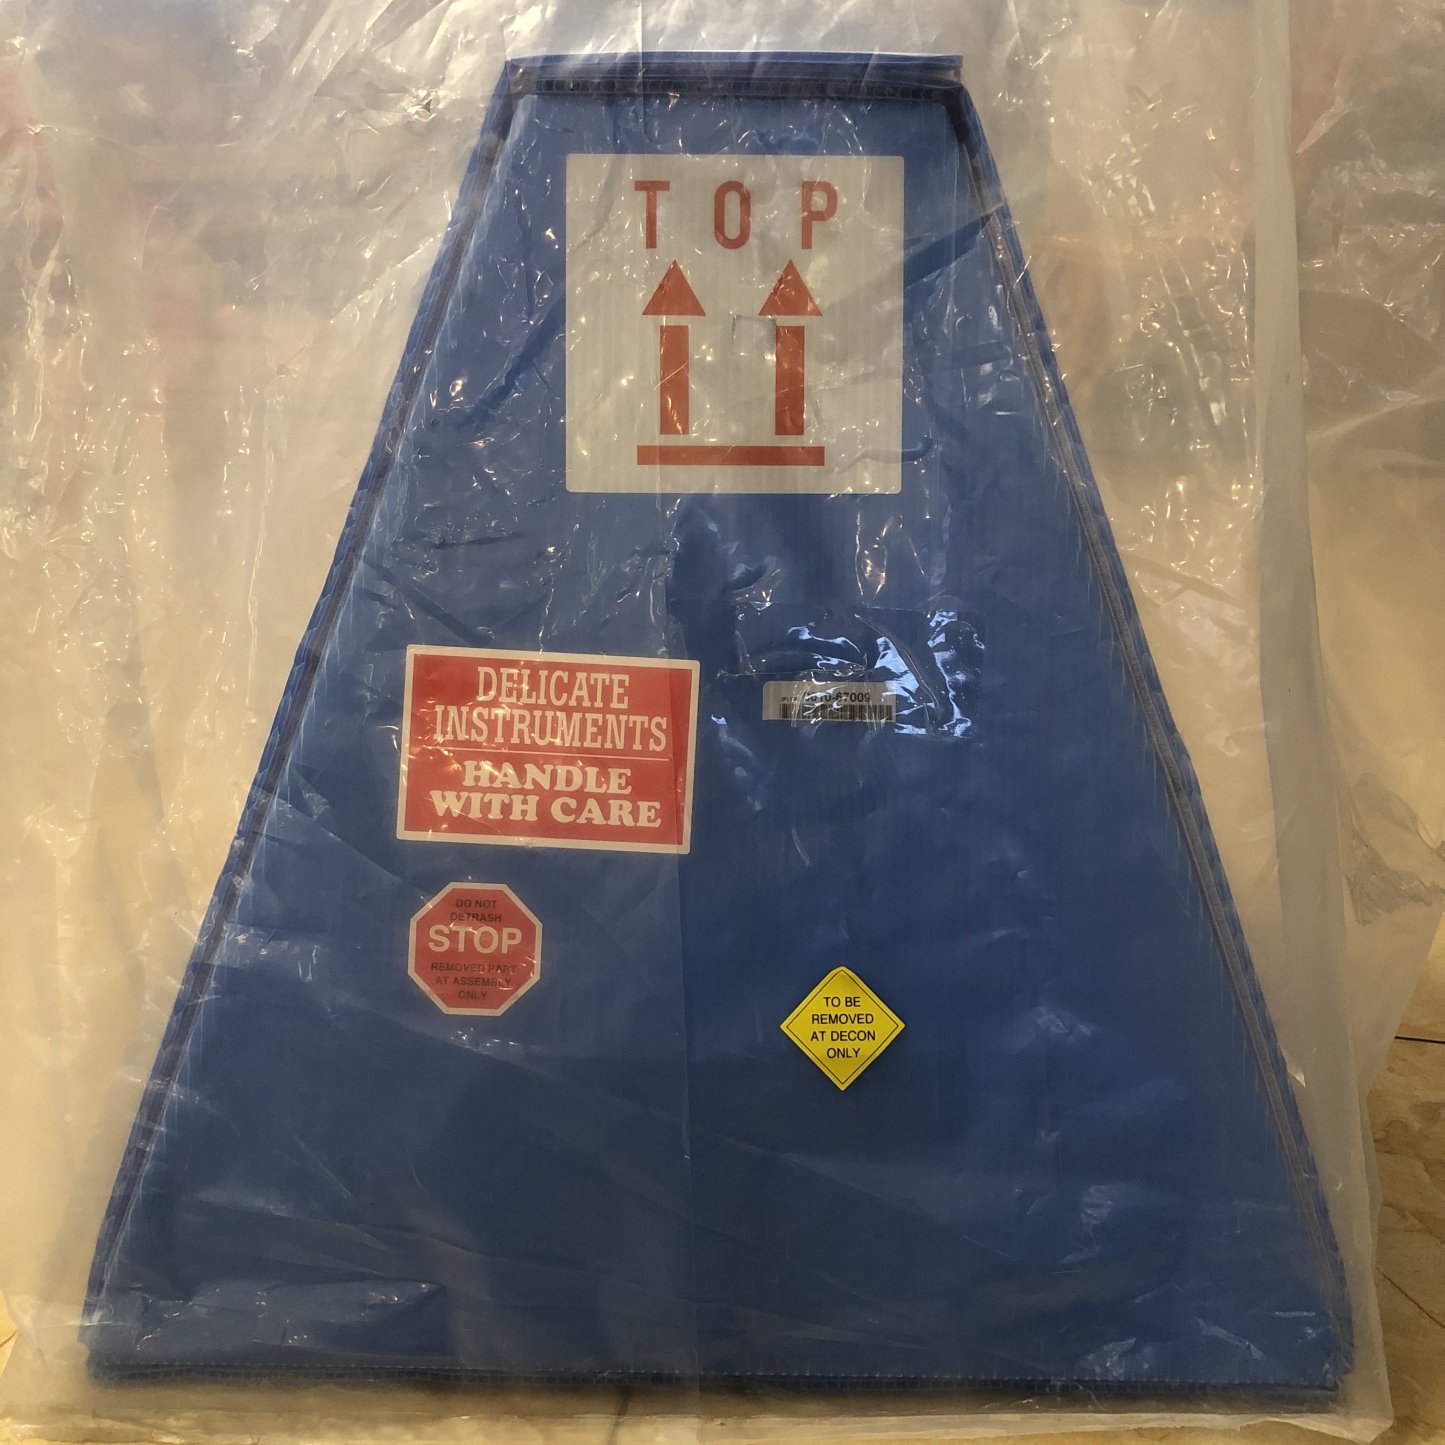 TOP
DELICATE
INSTRUMENTS
HANDLE
WITH CARE
DO NOT
DETRASH
STOP
REMOVED PART
AT ASSEMBLY
ONLY
TO BE
REMOVED
AT DECON
ONLY